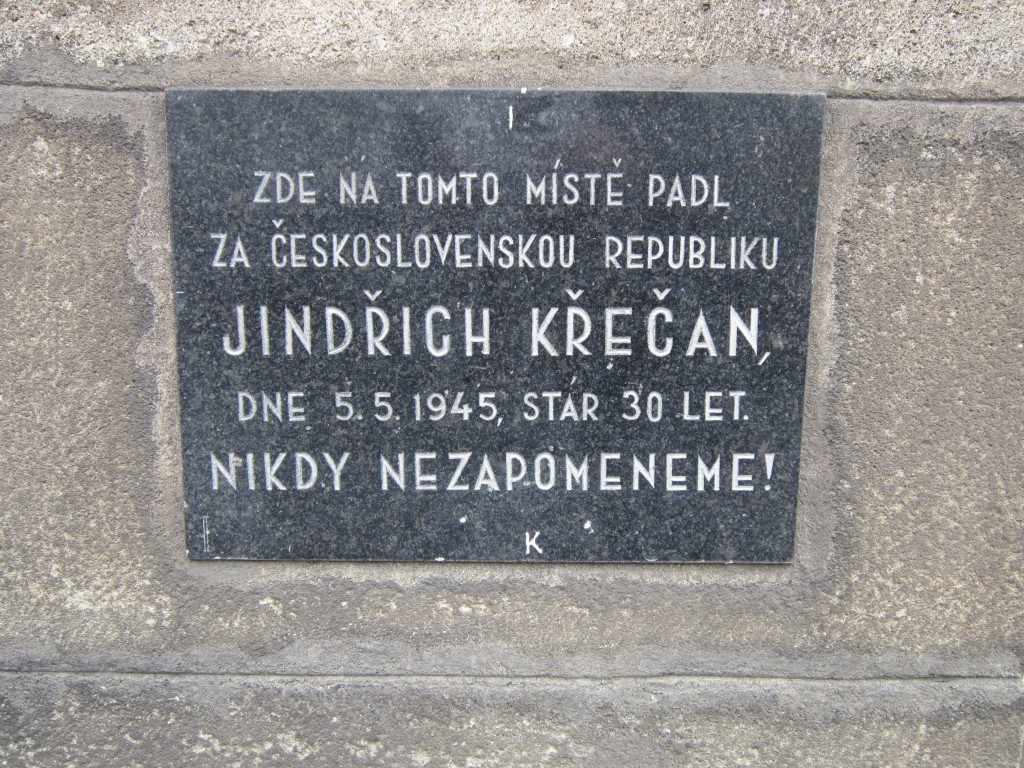 ZDE NA TOMTO MÍSTĚ PADL
ZA ČESKOSLOVENSKOU REPUBLIKU
JINDŘICH KŘEČAN,
DNE 5.5.1945, STÁR 30 LET.
NIKDY NEZAPOMENEME!
K